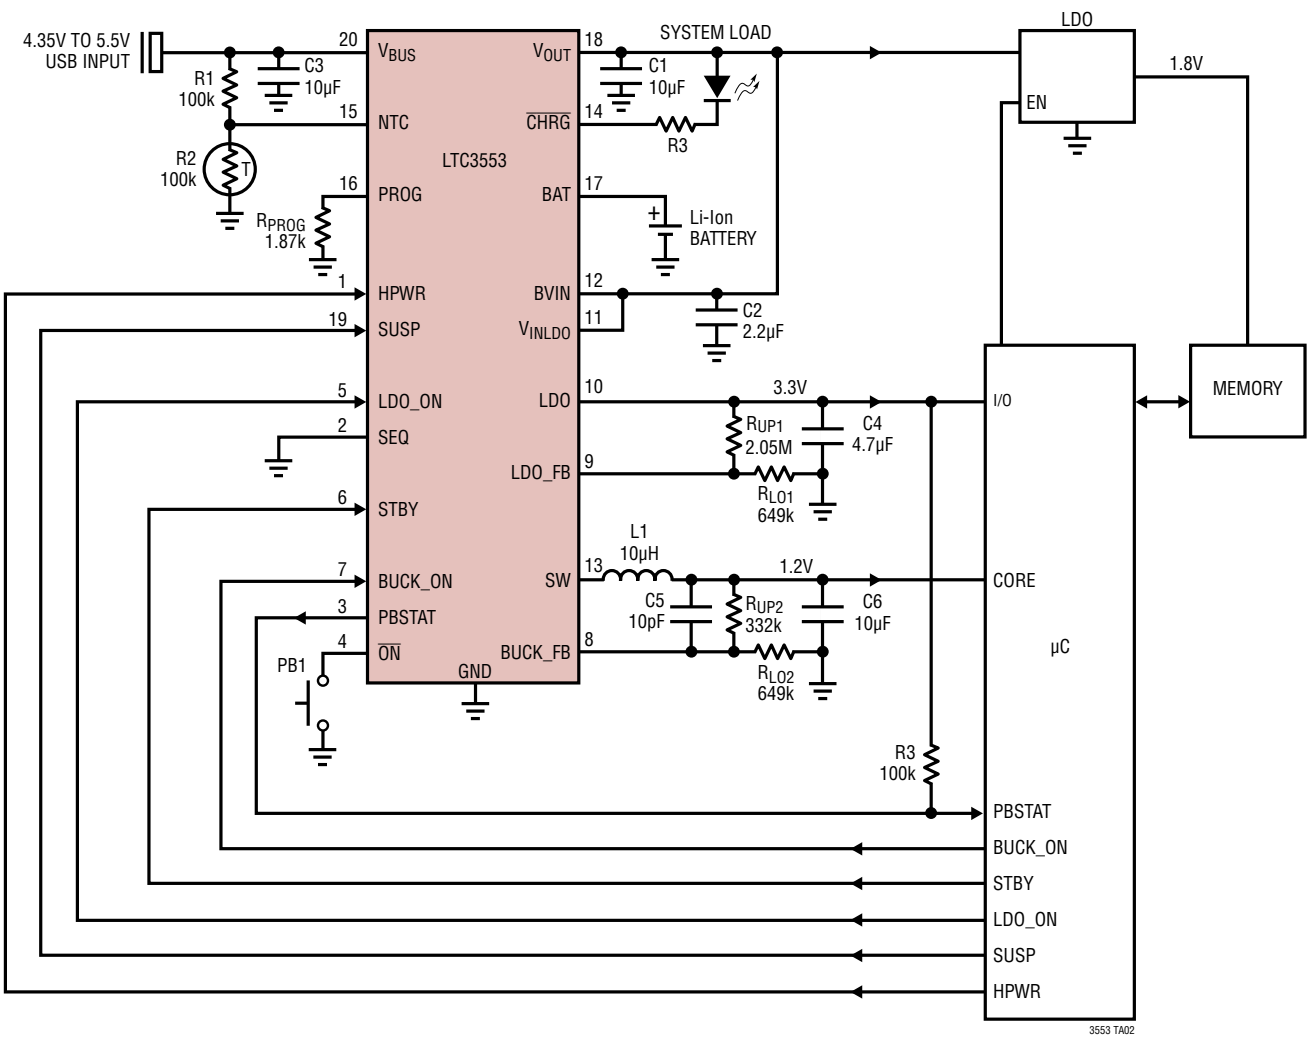 4.35V TO 5.5V
USB INPUT
R1
100k
C3
10µF
R2
100k
T
RPROG
1.87k
20
VBUS
15
NTC
16
PROG
1
HPWR
19
SUSP
5
LDO_ON
2
SEQ
6
STBY
7
BUCK_ON
3
PBSTAT
4
ON
PB1
LTC3553
GND
VOUT
18
CHRG
14
BAT
17
BVIN
12
VINLDO
11
LDO
10
LDO_FB
9
SW
13
BUCK_FB
8
SYSTEM LOAD
C1
10µF
R3
+
Li-Ion
BATTERY
C2
2.2µF
3.3V
RUP1
2.05M
C4
4.7µF
RLO1
649k
L1
10µH
1.2V
C5
10pF
RUP2
332k
C6
10µF
RLO2
649k
R3
100k
LDO
EN
1.8V
MEMORY
I/O
CORE
µC
PBSTAT
BUCK_ON
STBY
LDO_ON
SUSP
HPWR
3553 TA02